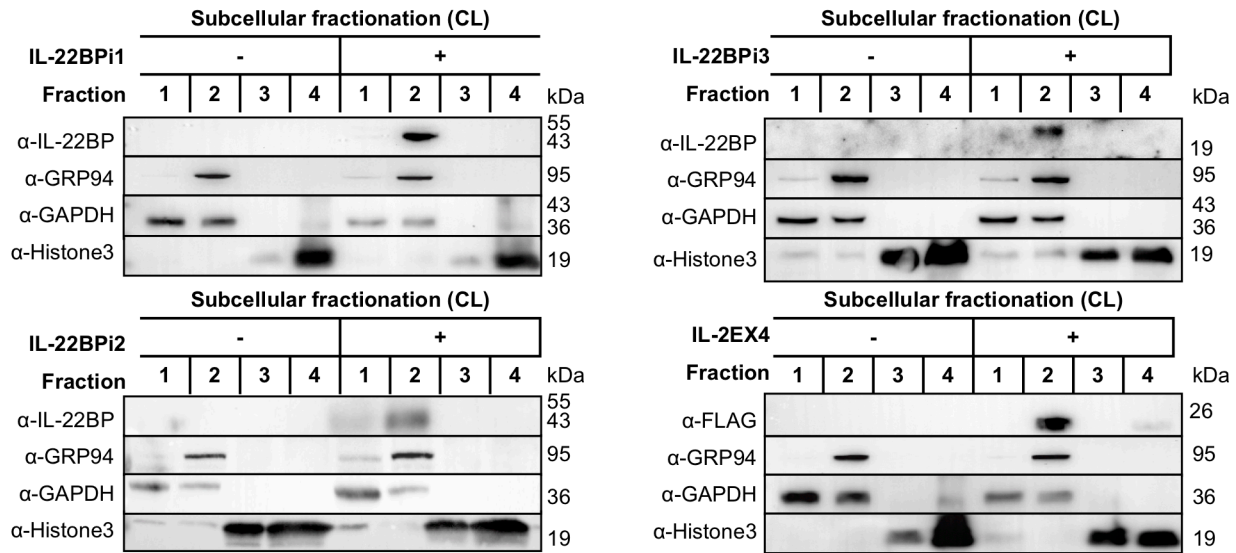 Subcellular fractionation (CL)
IL-22BPi1 - +
Fraction 1 2 3 4 1 2 3 4 kDa
α-IL-22BP 55 43
α-GRP94 95
α-GAPDH 43 36
α-Histone3 19
Subcellular fractionation (CL)
IL-22BPi3 - +
Fraction 1 2 3 4 1 2 3 4 kDa
α-IL-22BP 19
α-GRP94 95
α-GAPDH 43 36
α-Histone3 19
Subcellular fractionation (CL)
IL-22BPi2 - +
Fraction 1 2 3 4 1 2 3 4 kDa
α-IL-22BP 55 43
α-GRP94 95
α-GAPDH 36
α-Histone3 19
Subcellular fractionation (CL)
IL-2EX4 - +
Fraction 1 2 3 4 1 2 3 4 kDa
α-FLAG 26
α-GRP94 95
α-GAPDH 36
α-Histone3 19